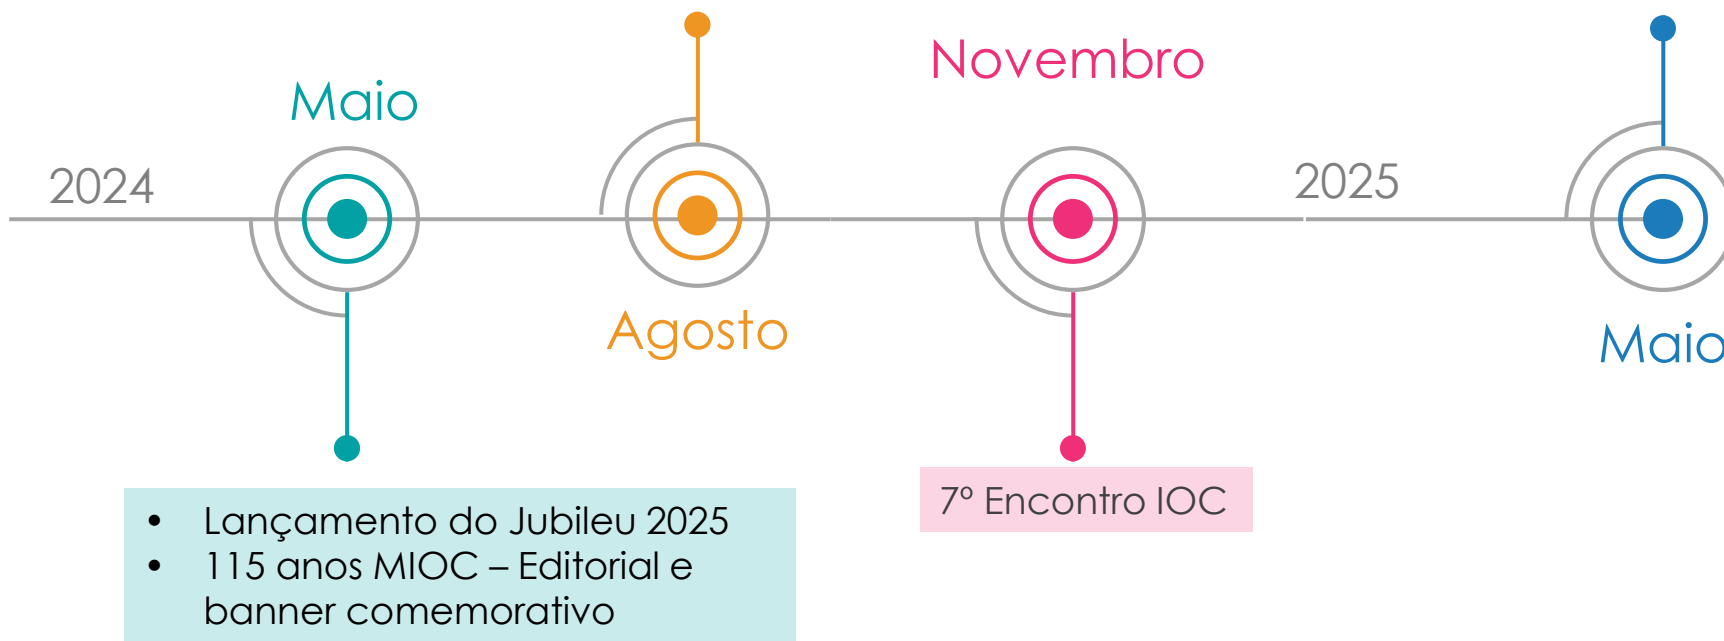 2024
Maio
Agosto
Novembro
2025
Maio
• Lançamento do Jubileu 2025
• 115 anos MIOC – Editorial e
banner comemorativo
7º Encontro IOC